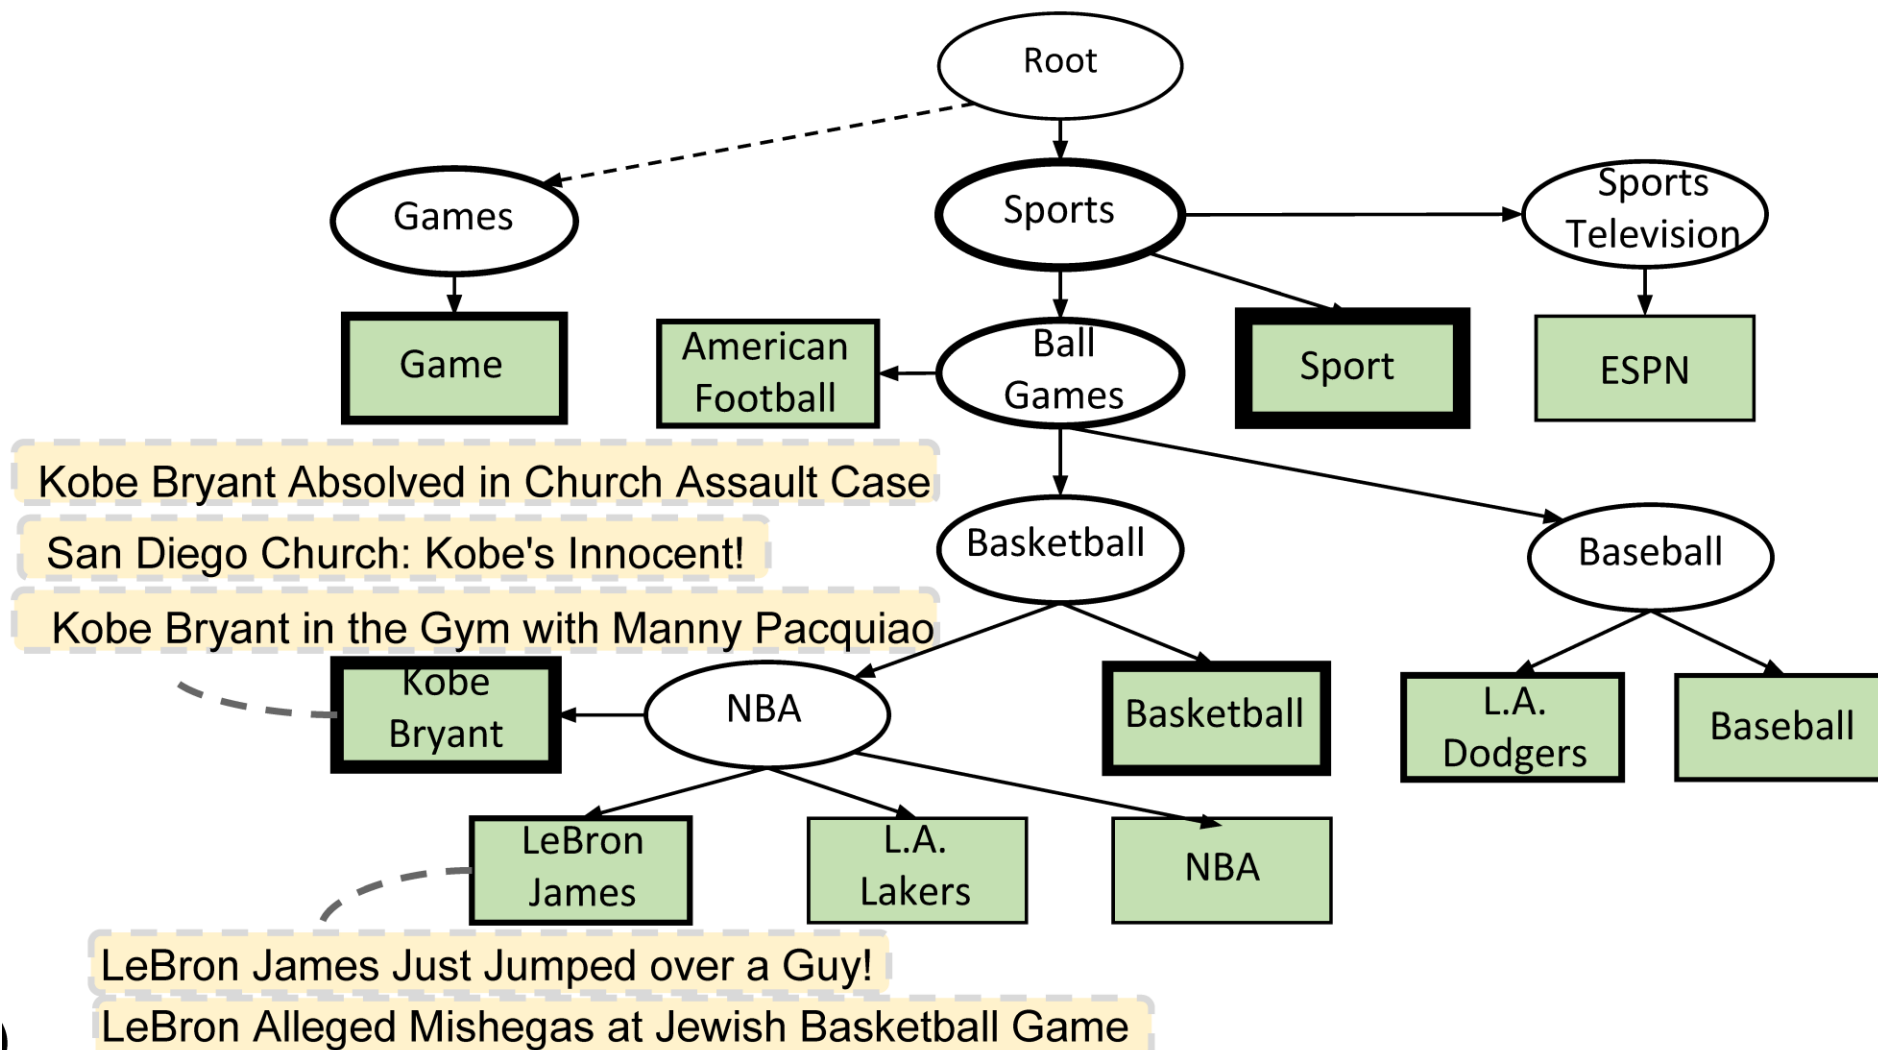 Root
Games
Sports
Sports
Television
Game
American
Football
Ball
Games
Sport
ESPN
Kobe Bryant Absolved in Church Assault Case
San Diego Church: Kobe's Innocent!
Kobe Bryant in the Gym with Manny Pacquiao
Basketball
Baseball
Kobe
Bryant
NBA
Basketball
L.A.
Dodgers
Baseball
LeBron
James
L.A.
Lakers
NBA
LeBron James Just Jumped over a Guy!
LeBron Alleged Mishegas at Jewish Basketball Game
)